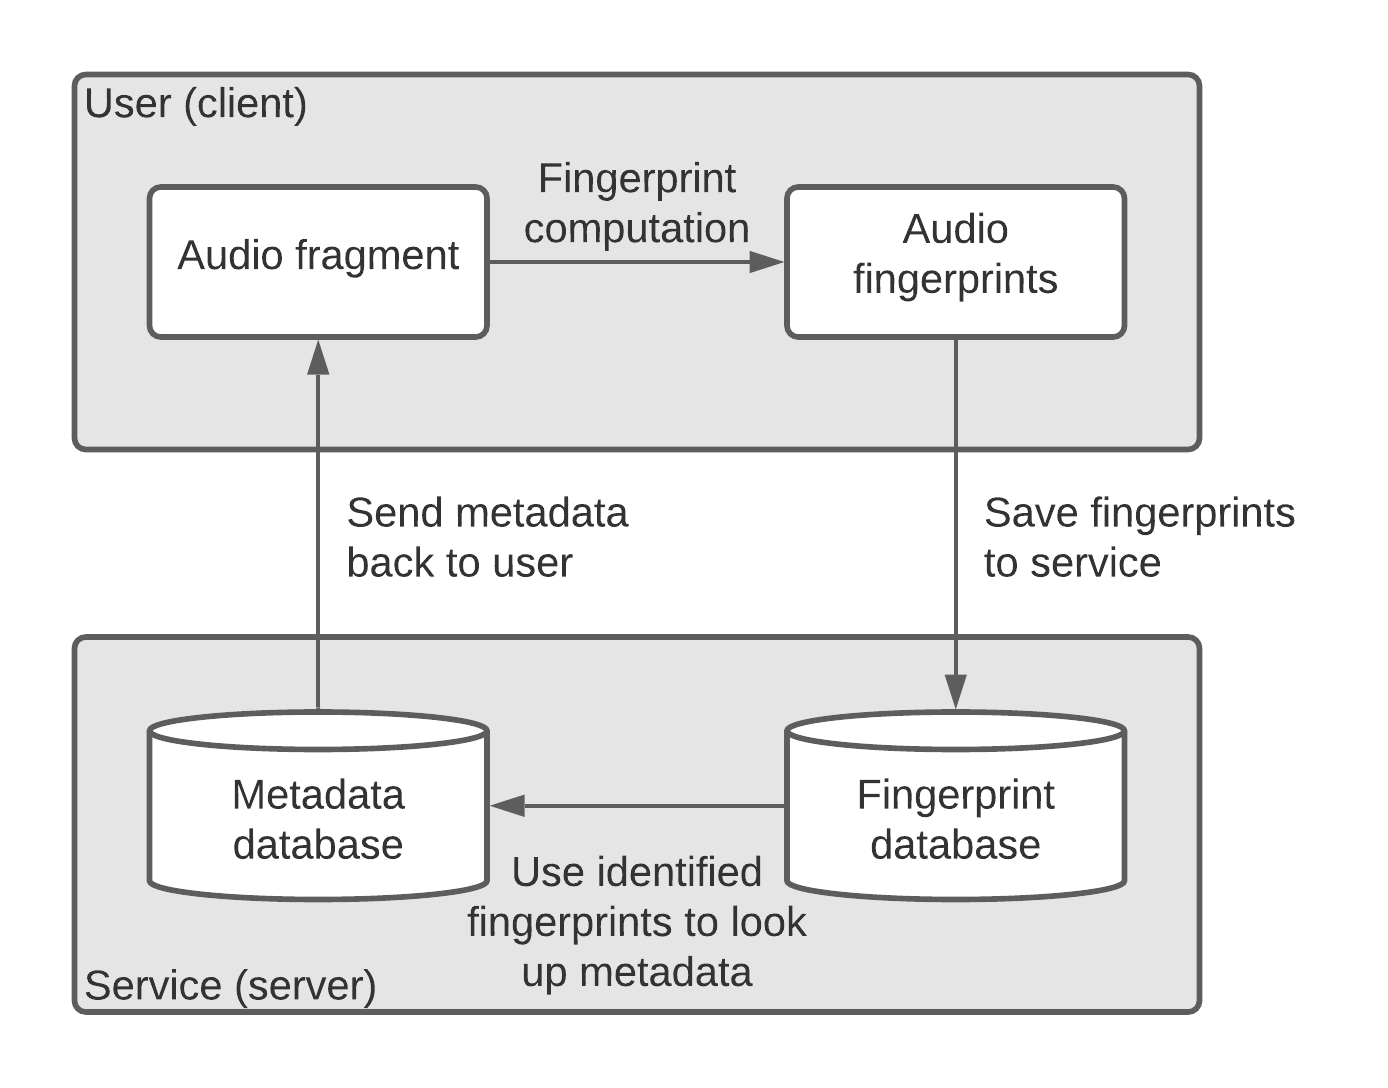 User (client)
Fingerprint
computation
Audio fragment
Audio
fingerprints
Send metadata
back to user
Save fingerprints
to service
Metadata
database
Fingerprint
database
Use identified
fingerprints to look
up metadata
Service (server)